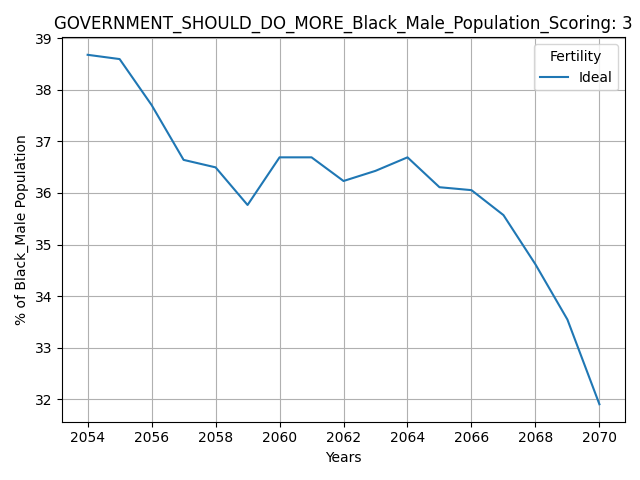 GOVERNMENT_SHOULD_DO_MORE_Black_Male_Population_Scoring: 3
Fertility
Ideal
% of Black_Male Population
39
38
37
36
35
34
33
32
2054 2056 2058 2060 2062 2064 2066 2068 2070
Years